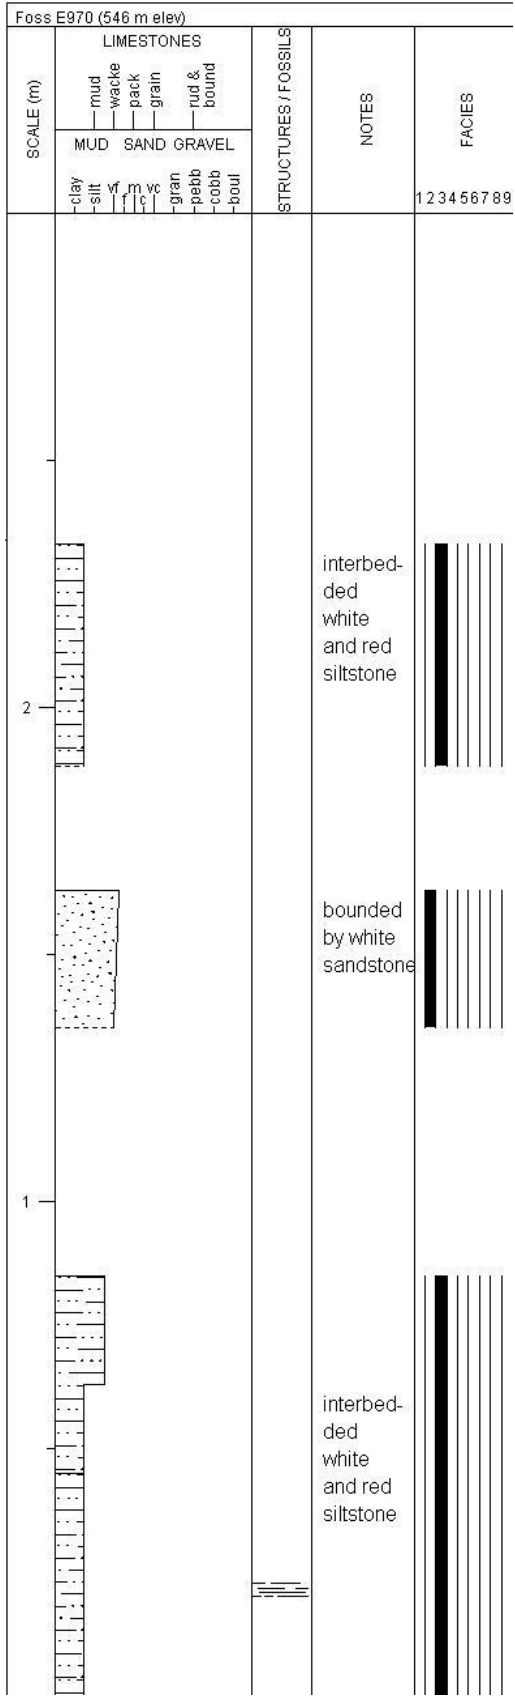 Foss E970 (546 m elev)
SCALE (m)
LIMESTONES
mud
wacke
pack
grain
rud &
bound
MUD SAND GRAVEL
clay
silt
vf
f
m
c
vc
gran
pebb
cobb
boul
STRUCTURES / FOSSILS
NOTES
FACIES
123456789
interbed-
ded
white
and red
siltstone
2
bounded
by white
sandstone
1
interbed-
ded
white
and red
siltstone